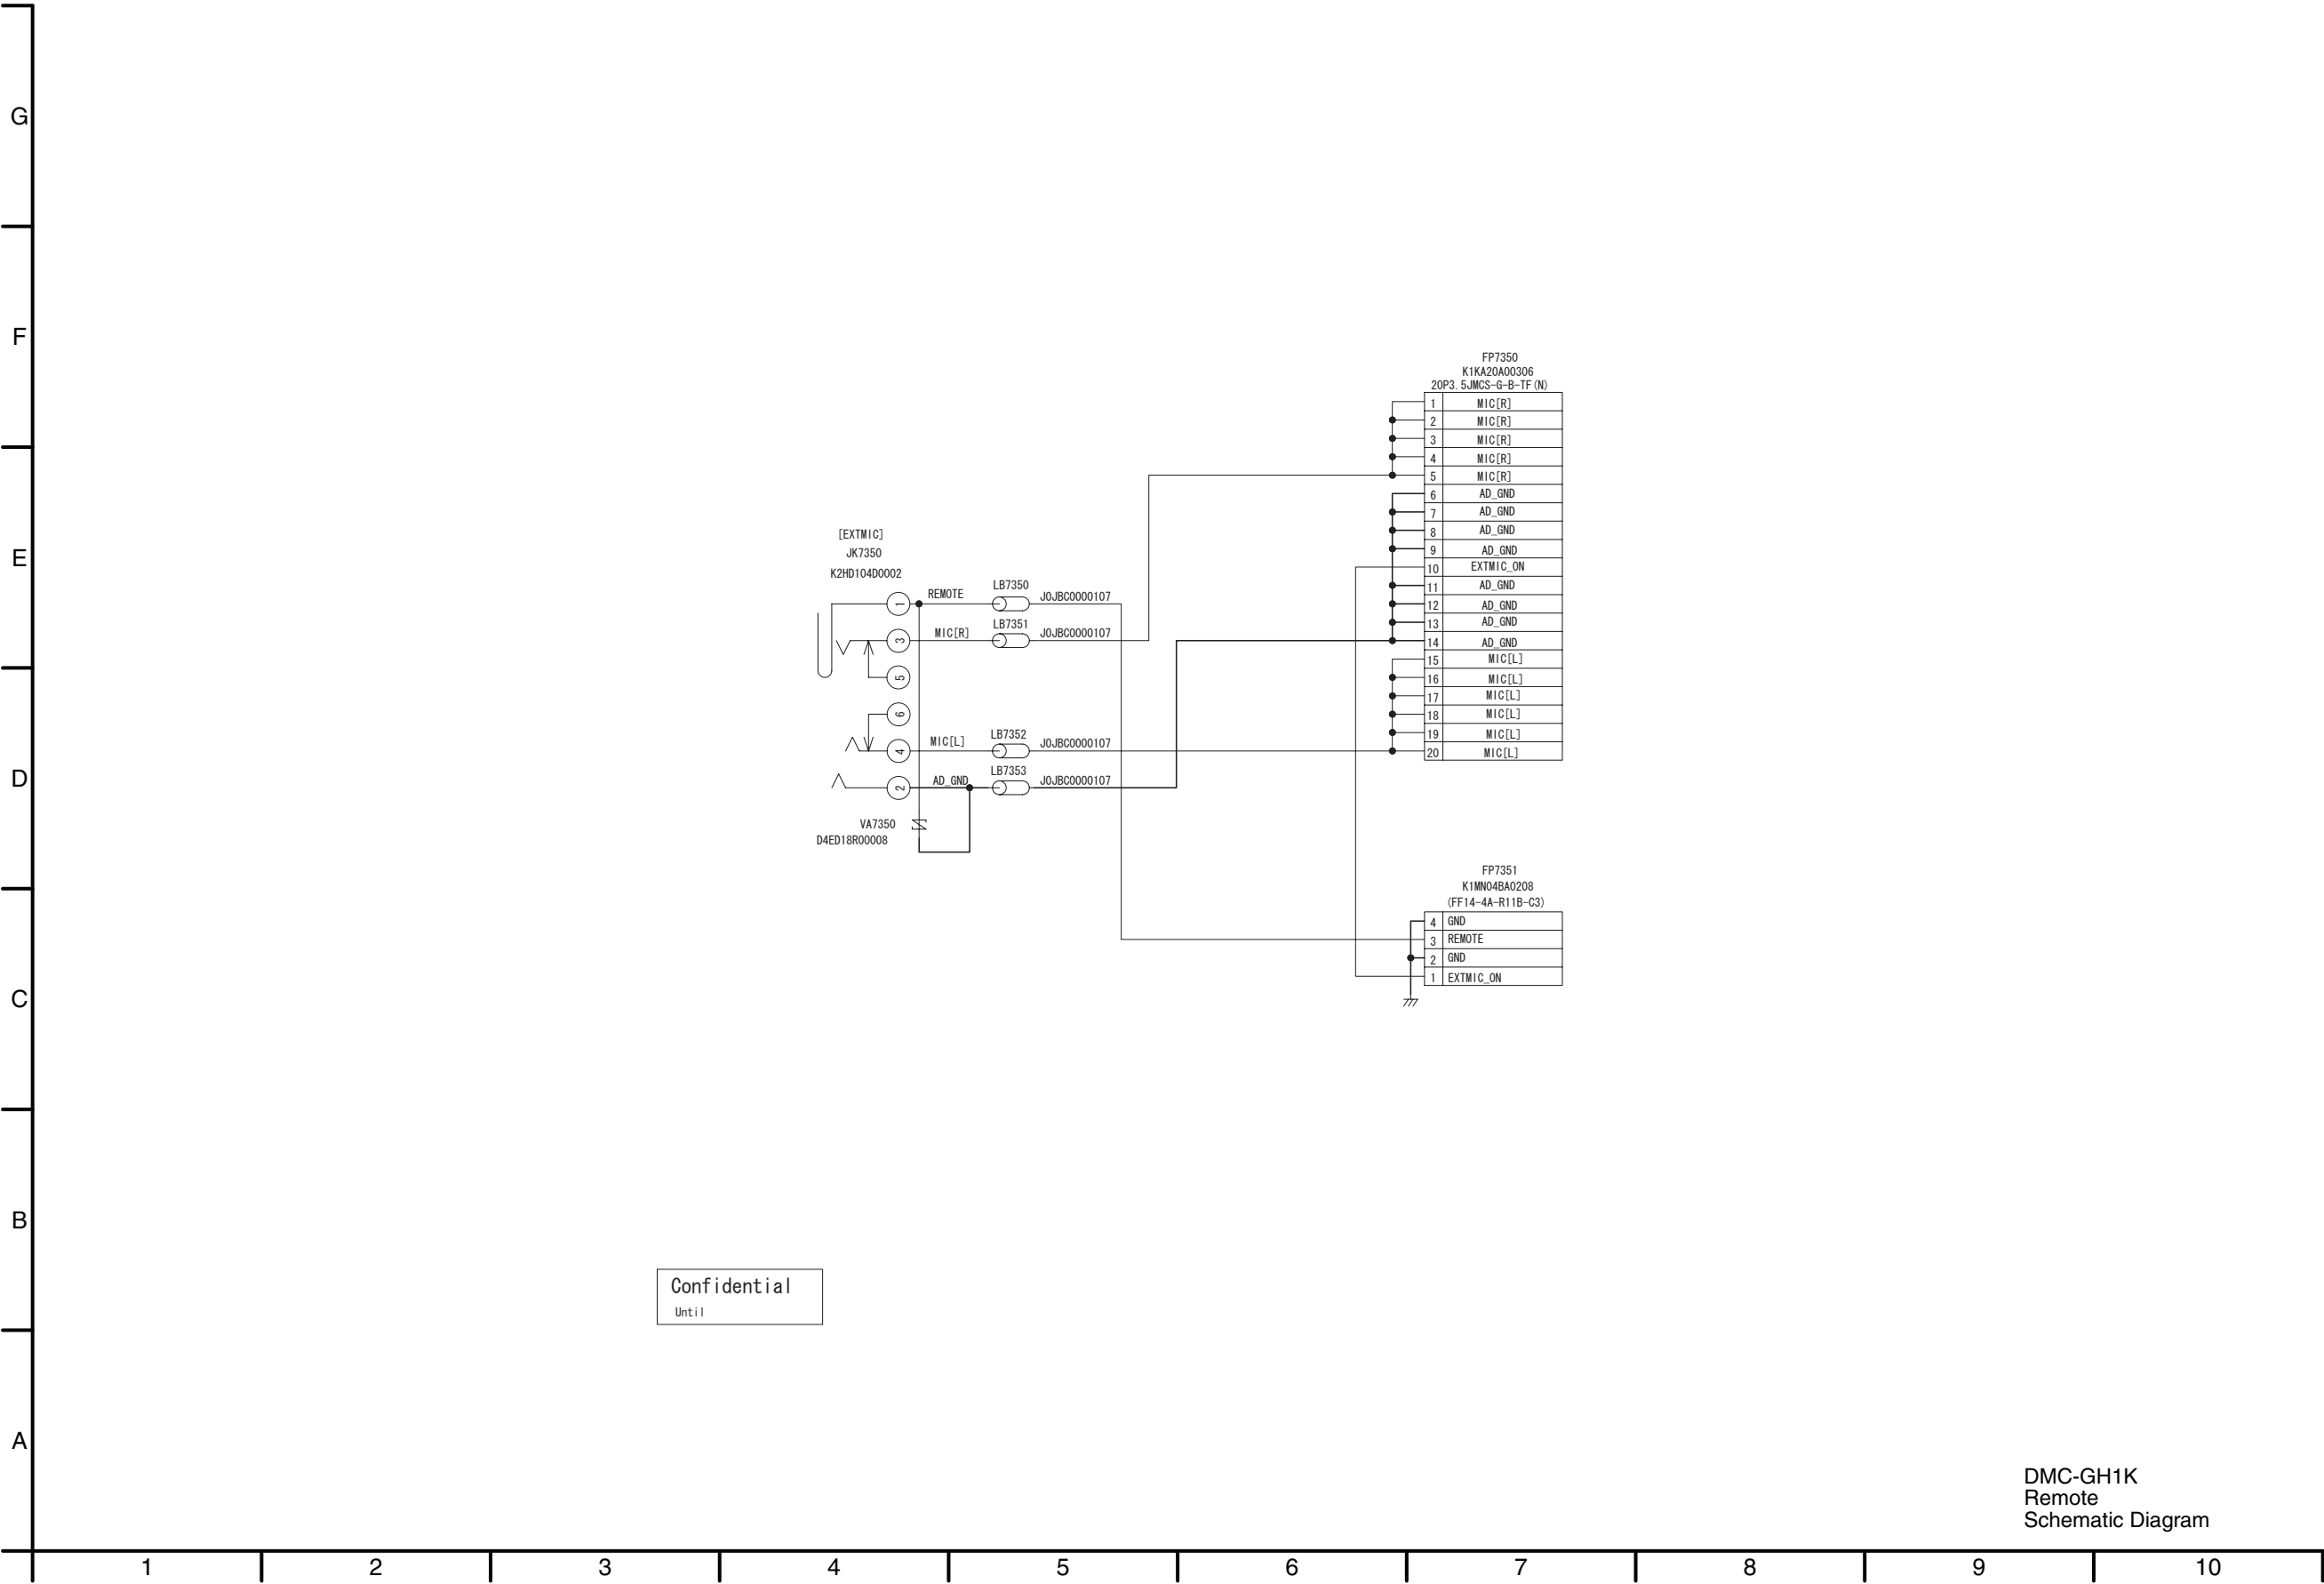 G
F
E
D
C
B
A
FP7350
K1KA20A00306
20P3.5JMCS-G-B-TF(N)
1 MIC[R]
2 MIC[R]
3 MIC[R]
4 MIC[R]
5 MIC[R]
6 AD_GND
7 AD_GND
8 AD_GND
9 AD_GND
10 EXTMIC_ON
11 AD_GND
12 AD_GND
13 AD_GND
14 AD_GND
15 MIC[L]
16 MIC[L]
17 MIC[L]
18 MIC[L]
19 MIC[L]
20 MIC[L]
[EXTMIC]
JK7350
K2HD104D0002
1 REMOTE LB7350 J0JBC0000107
3 MIC[R] LB7351 J0JBC0000107
5
6
4 MIC[L] LB7352 J0JBC0000107
2 AD_GND LB7353 J0JBC0000107
VA7350
D4ED18R00008
FP7351
K1MN04BA0208
(FF14-4A-R11B-C3)
4 GND
3 REMOTE
2 GND
1 EXTMIC_ON
Confidential
Until
DMC-GH1K
Remote
Schematic Diagram
1 2 3 4 5 6 7 8 9 10